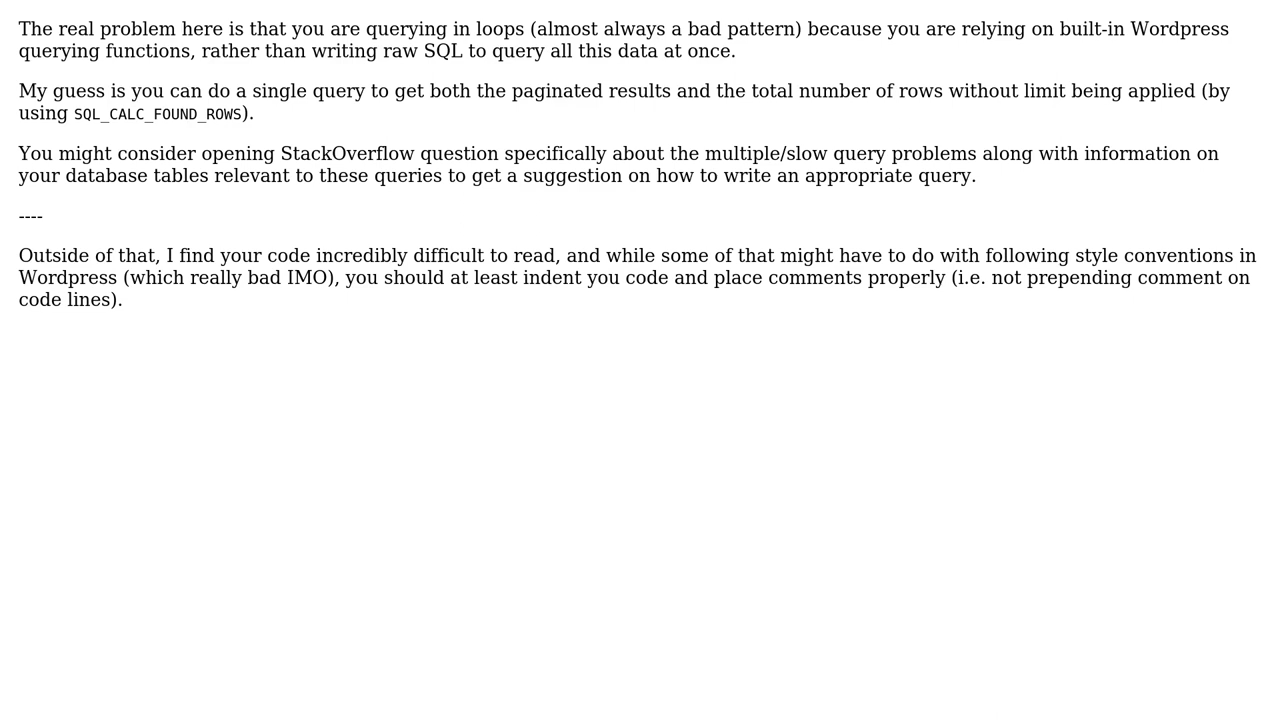 The real problem here is that you are querying in loops (almost always a bad pattern) because you are relying on built-in Wordpress
querying functions, rather than writing raw SQL to query all this data at once.
My guess is you can do a single query to get both the paginated results and the total number of rows without limit being applied (by
using SQL_CALC_FOUND_ROWS).
You might consider opening StackOverflow question specifically about the multiple/slow query problems along with information on
your database tables relevant to these queries to get a suggestion on how to write an appropriate query.
----
Outside of that, I find your code incredibly difficult to read, and while some of that might have to do with following style conventions in
Wordpress (which really bad IMO), you should at least indent you code and place comments properly (i.e. not prepending comment on
code lines).